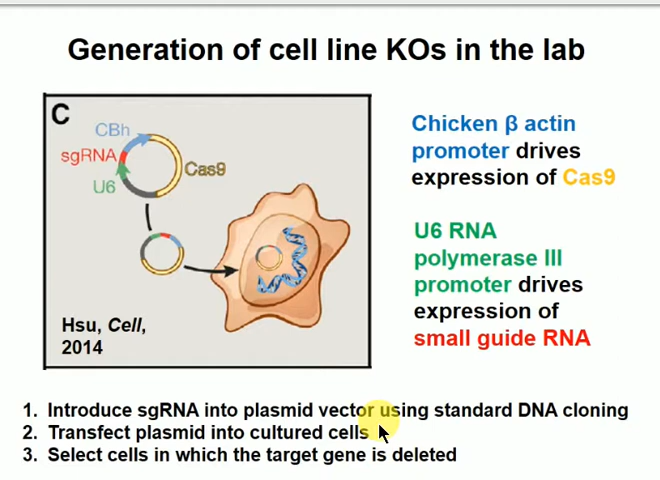 Generation of cell line KOs in the lab
C
CBh
sgRNA
U6
Cas9
Hsu, Cell,
2014
Chicken β actin
promoter drives
expression of Cas9
U6 RNA
polymerase III
promoter drives
expression of
small guide RNA
1. Introduce sgRNA into plasmid vector using standard DNA cloning
2. Transfect plasmid into cultured cells
3. Select cells in which the target gene is deleted